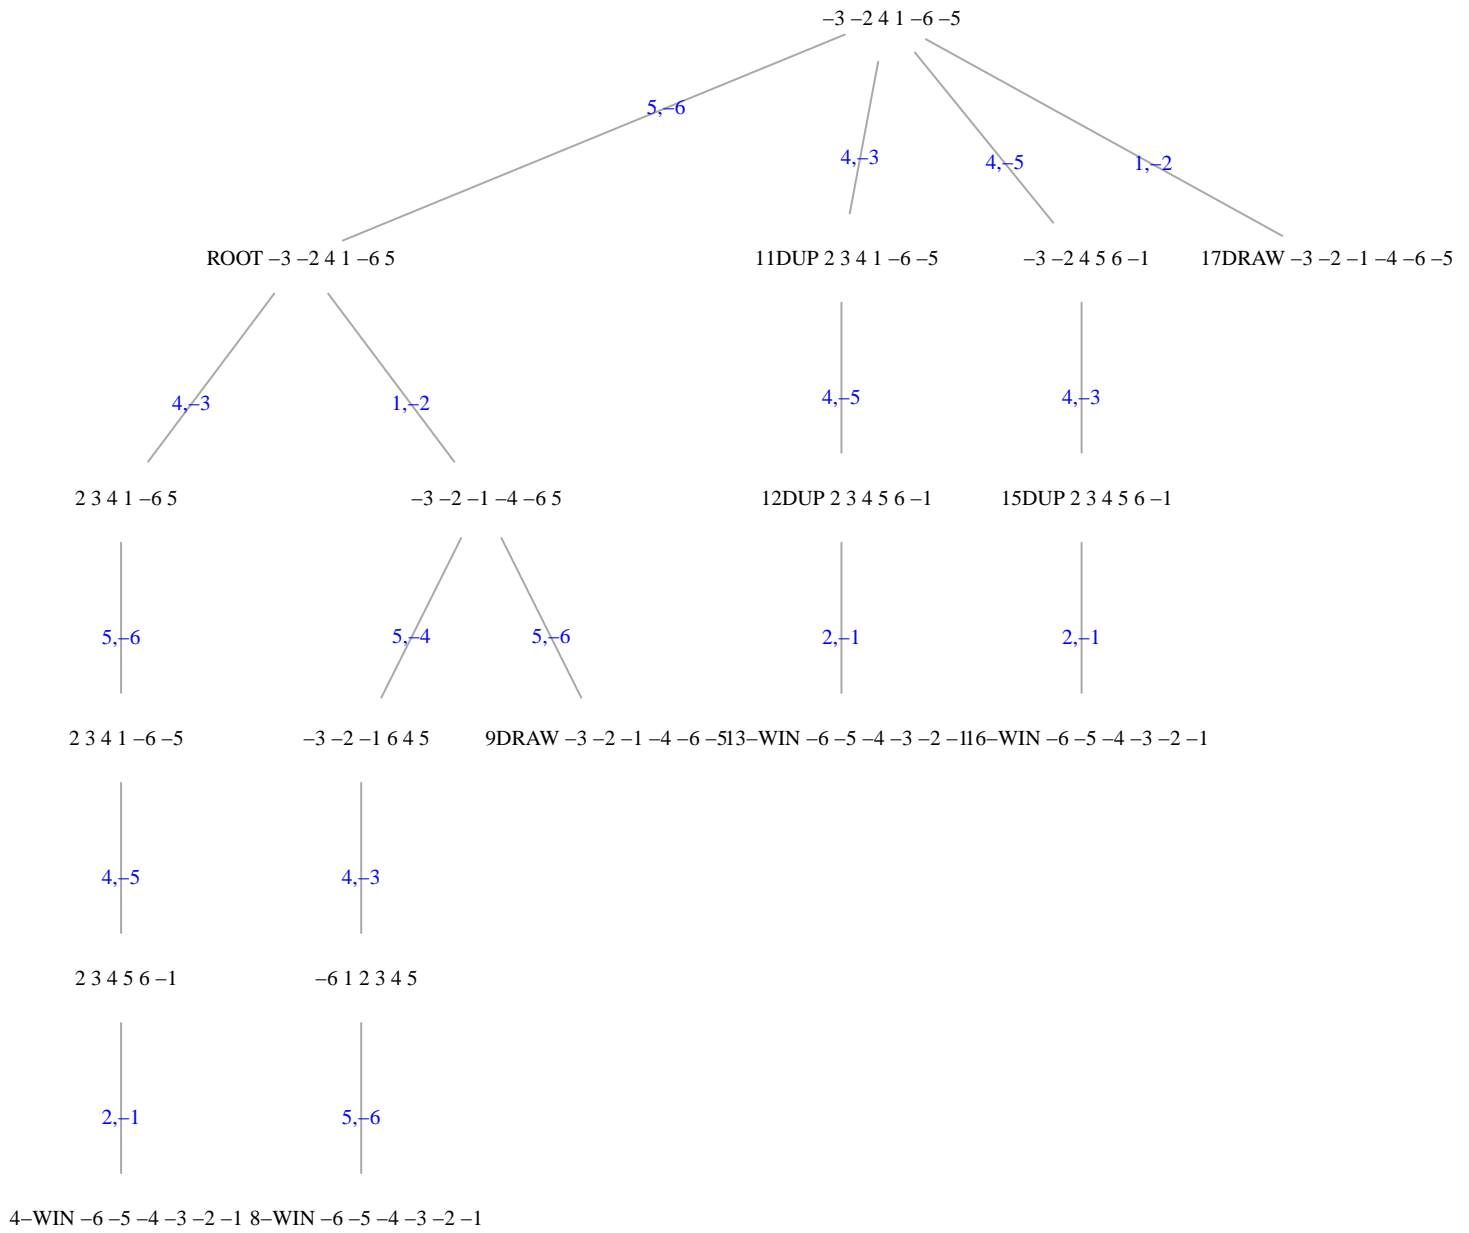 −3 −2 4 1 −6 −5
5,−6
4,−3
4,−5
1,−2
ROOT −3 −2 4 1 −6 5
11DUP 2 3 4 1 −6 −5
−3 −2 4 5 6 −1
17DRAW −3 −2 −1 −4 −6 −5
4,−3
1,−2
4,−5
4,−3
2 3 4 1 −6 5
−3 −2 −1 −4 −6 5
12DUP 2 3 4 5 6 −1
15DUP 2 3 4 5 6 −1
5,−6
5,−4
5,−6
2,−1
2,−1
2 3 4 1 −6 −5
−3 −2 −1 6 4 5
9DRAW −3 −2 −1 −4 −6 −5
13−WIN −6 −5 −4 −3 −2 −1
16−WIN −6 −5 −4 −3 −2 −1
4,−5
4,−3
2 3 4 5 6 −1
−6 1 2 3 4 5
2,−1
5,−6
4−WIN −6 −5 −4 −3 −2 −1
8−WIN −6 −5 −4 −3 −2 −1